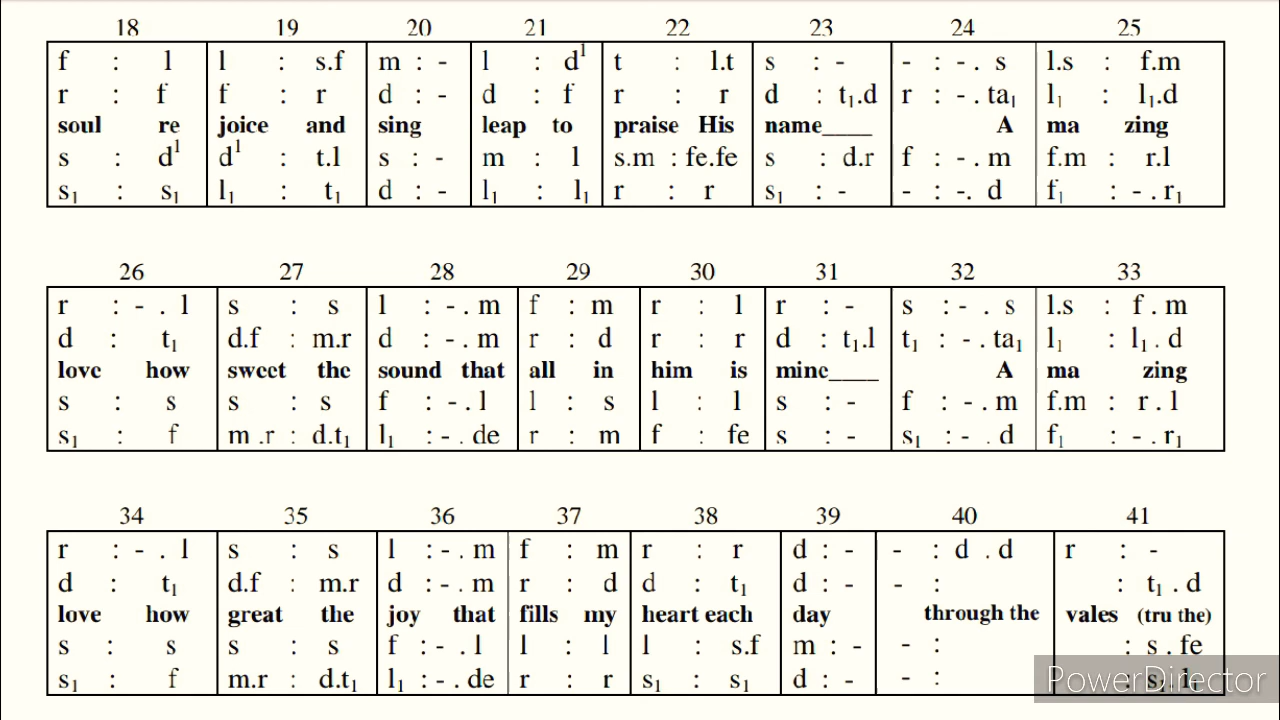 18 19 20 21 22 23 24 25
f : l | l : s.f | m : - | l : d¹ | t : l.t | s : - | - : -. s | l.s : f.m
r : f | f : r | d : - | d : f | r : r | d : t₁.d | r : -.ta₁ | l₁ : l₁.d
soul re joice and sing leap to praise His name____ A ma zing
s : d¹ | d¹ : t.l | s : - | m : l | s.m : fe.fe | s : d.r | f : -.m | f.m : r.l
s₁ : s₁ | l₁ : t₁ | d : - | l₁ : l₁ | r : r | s₁ : - | - : -. d | f₁ : -.r₁
26 27 28 29 30 31 32 33
r : -. l | s : s | l : -.m | f : m | r : l | r : - | s : -. s | l.s : f.m
d : t₁ | d.f : m.r | d : -.m | r : d | r : r | d : t₁.l | t₁ : -.ta₁ | l₁ : l₁.d
love how sweet the sound that all in him is mine____ A ma zing
s : s | s : s | f : -.l | l : s | l : l | s : - | f : -.m | f.m : r.l
s₁ : f | m.r : d.t₁ | l₁ : -.de | r : m | f : fe | s : - | s₁ : -.d | f₁ : -.r₁
34 35 36 37 38 39 40 41
r : -. l | s : s | l : -.m | f : m | r : r | d : - | - : d.d | r : -
d : t₁ | d.f : m.r | d : -.m | r : d | d : t₁ | d : - | - : | : t₁.d
love how great the joy that fills my heart each day through the vales (tru the)
s : s | s : s | f : -.l | l : l | l : s.f | m : - | - : | : s.fe
s₁ : f | m.r : d.t₁ | l₁ : -.de | r : r | s₁ : s₁ | d : - | - : | :
PowerDirector